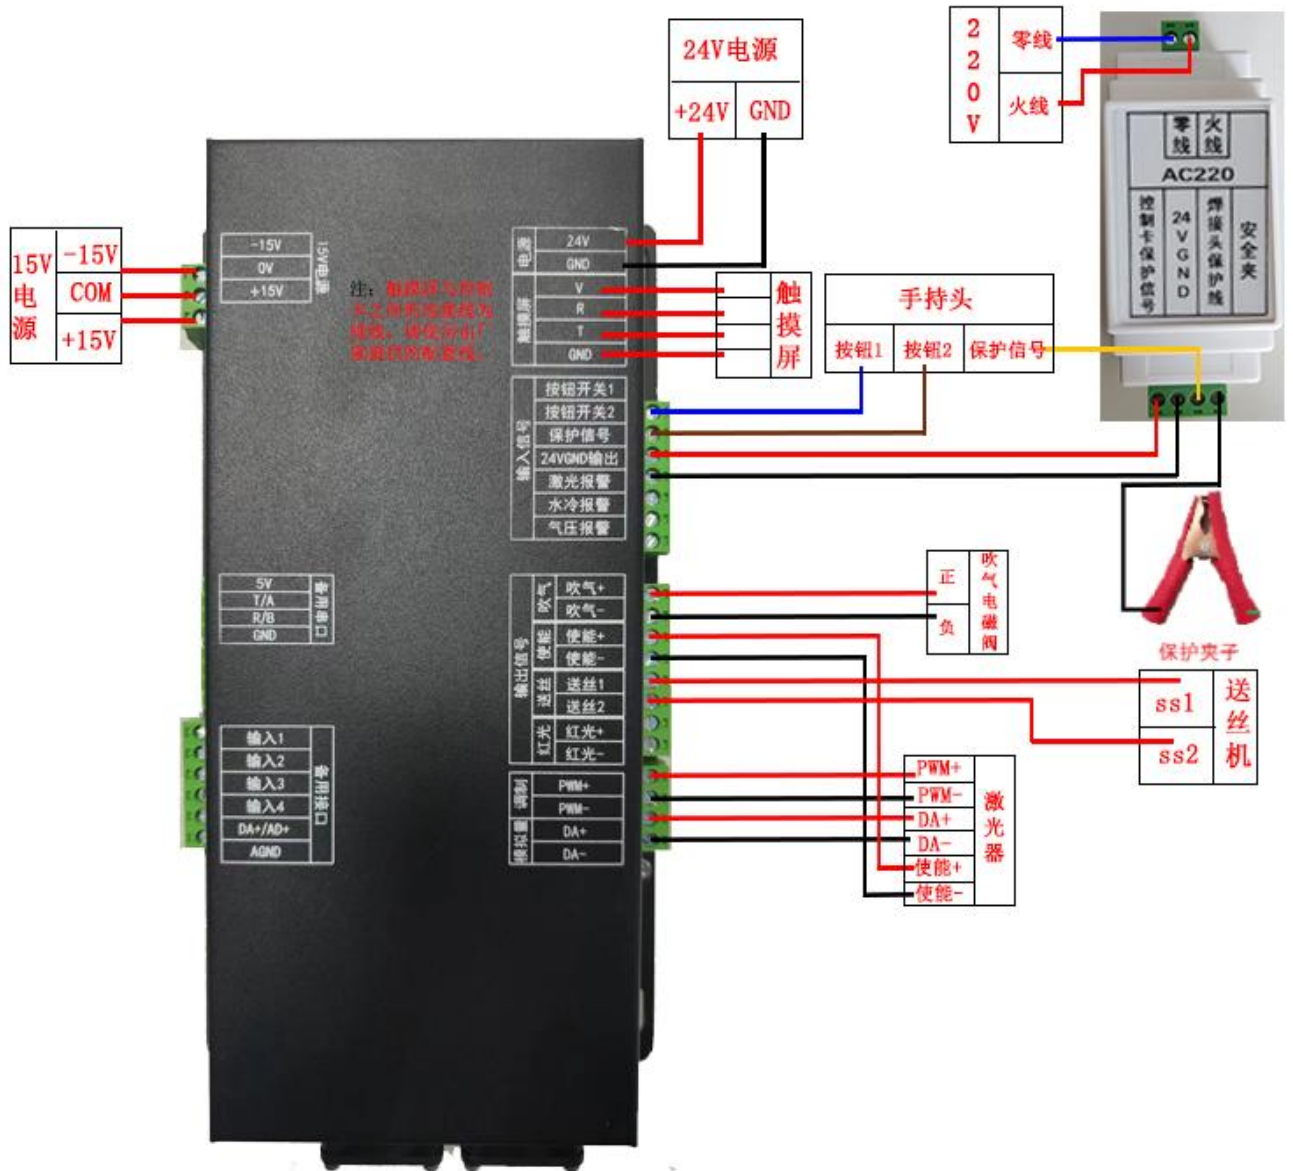 24V电源
+24V
GND
220V
零线
火线
零线
火线
AC220
控制卡保护信号
24VGND
焊接头保护线
安全夹
15V电源
-15V
COM
+15V
-15V
0V
+15V
15V电源
电源
24V
GND
触摸屏
V
R
T
GND
注：
触摸屏
手持头
按钮1
按钮2
保护信号
输入信号
按钮开关1
按钮开关2
保护信号
24VGND输出
激光报警
水冷报警
气压报警
5V
T/A
R/B
GND
备用串口
输出信号
吹气
吹气+
吹气-
使能
使能+
使能-
送丝
送丝1
送丝2
红光
红光+
红光-
正
负
吹气电磁阀
保护夹子
ss1
ss2
送丝机
输入1
输入2
输入3
输入4
DA+/AD+
AGND
备用接口
调制
PWM+
PWM-
模拟量
DA+
DA-
PWM+
PWM-
DA+
DA-
使能+
使能-
激光器